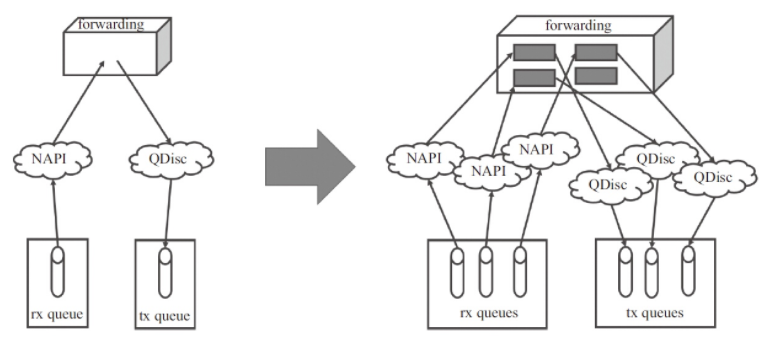 forwarding
NAPI
QDisc
rx queue
tx queue
forwarding
NAPI
NAPI
NAPI
QDisc
QDisc
QDisc
rx queues
tx queues